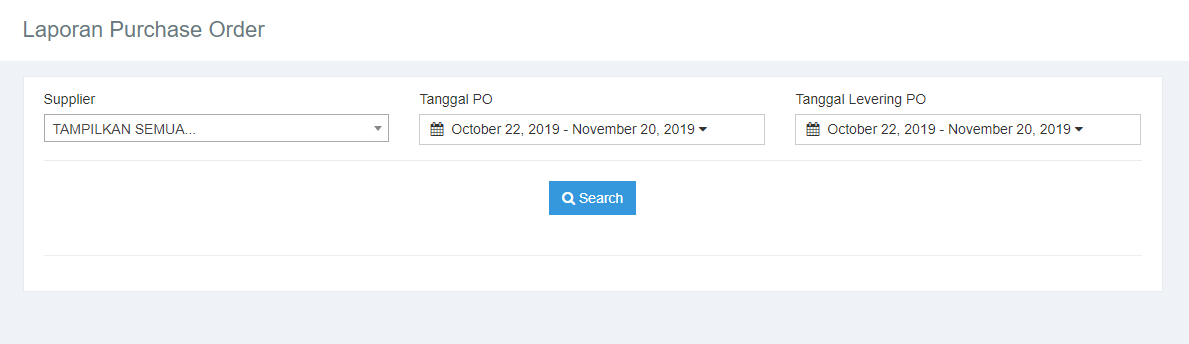 Laporan Purchase Order
Supplier
Tanggal PO
Tanggal Levering PO
TAMPILKAN SEMUA...
October 22, 2019 - November 20, 2019
October 22, 2019 - November 20, 2019
Search